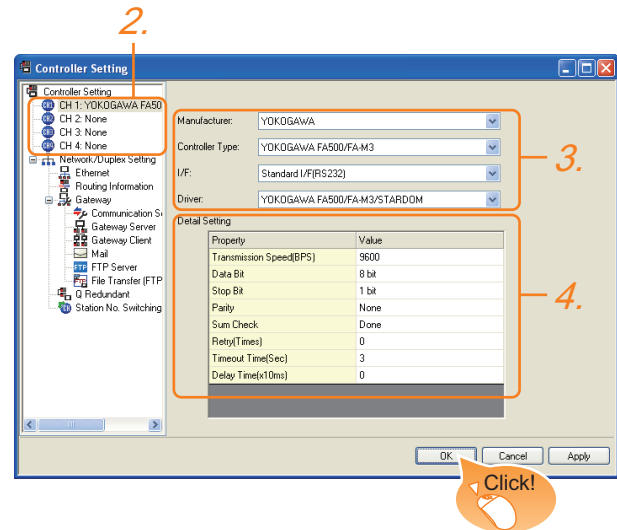 2.
Controller Setting
Controller Setting
CH 1: YOKOGAWA FA50
CH 2: None
CH 3: None
CH 4: None
Network/Duplex Setting
Ethernet
Routing Information
Gateway
Communication S
Gateway Server
Gateway Client
Mail
FTP Server
File Transfer (FTP
Q Redundant
Station No. Switching
Manufacturer: YOKOGAWA
Controller Type: YOKOGAWA FA500/FA-M3
I/F: Standard I/F(RS232)
Driver: YOKOGAWA FA500/FA-M3/STARDOM
3.
Detail Setting
Property Value
Transmission Speed(BPS) 9600
Data Bit 8 bit
Stop Bit 1 bit
Parity None
Sum Check Done
Retry(Times) 0
Timeout Time(Sec) 3
Delay Time(x10ms) 0
4.
OK Cancel Apply
Click!